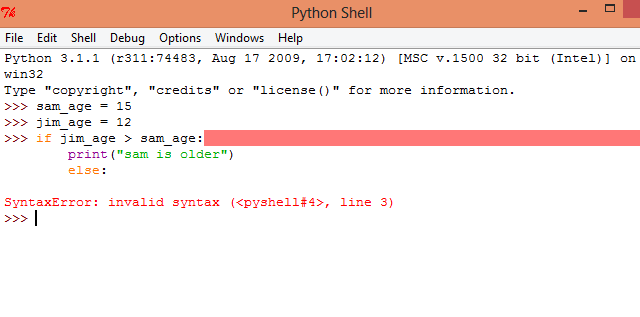 Python Shell
File Edit Shell Debug Options Windows Help
Python 3.1.1 (r311:74483, Aug 17 2009, 17:02:12) [MSC v.1500 32 bit (Intel)] on
win32
Type "copyright", "credits" or "license()" for more information.
>>> sam_age = 15
>>> jim_age = 12
>>> if jim_age > sam_age:
        print("sam is older")
        else:
SyntaxError: invalid syntax (<pyshell#4>, line 3)
>>>